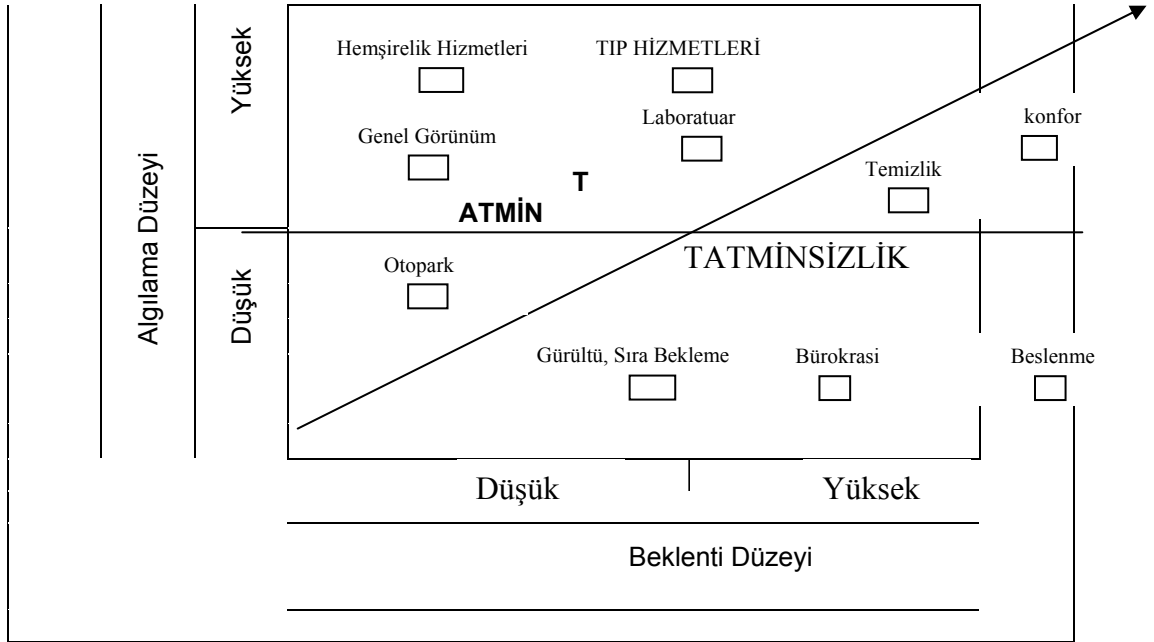 Yüksek
Hemşirelik Hizmetleri
TIP HİZMETLERİ
Laboratuar
konfor
Genel Görünüm
Temizlik
T
ATMİN
Algılama Düzeyi
TATMİNSİZLİK
Otopark
Düşük
Gürültü, Sıra Bekleme
Bürokrasi
Beslenme
Düşük
Yüksek
Beklenti Düzeyi